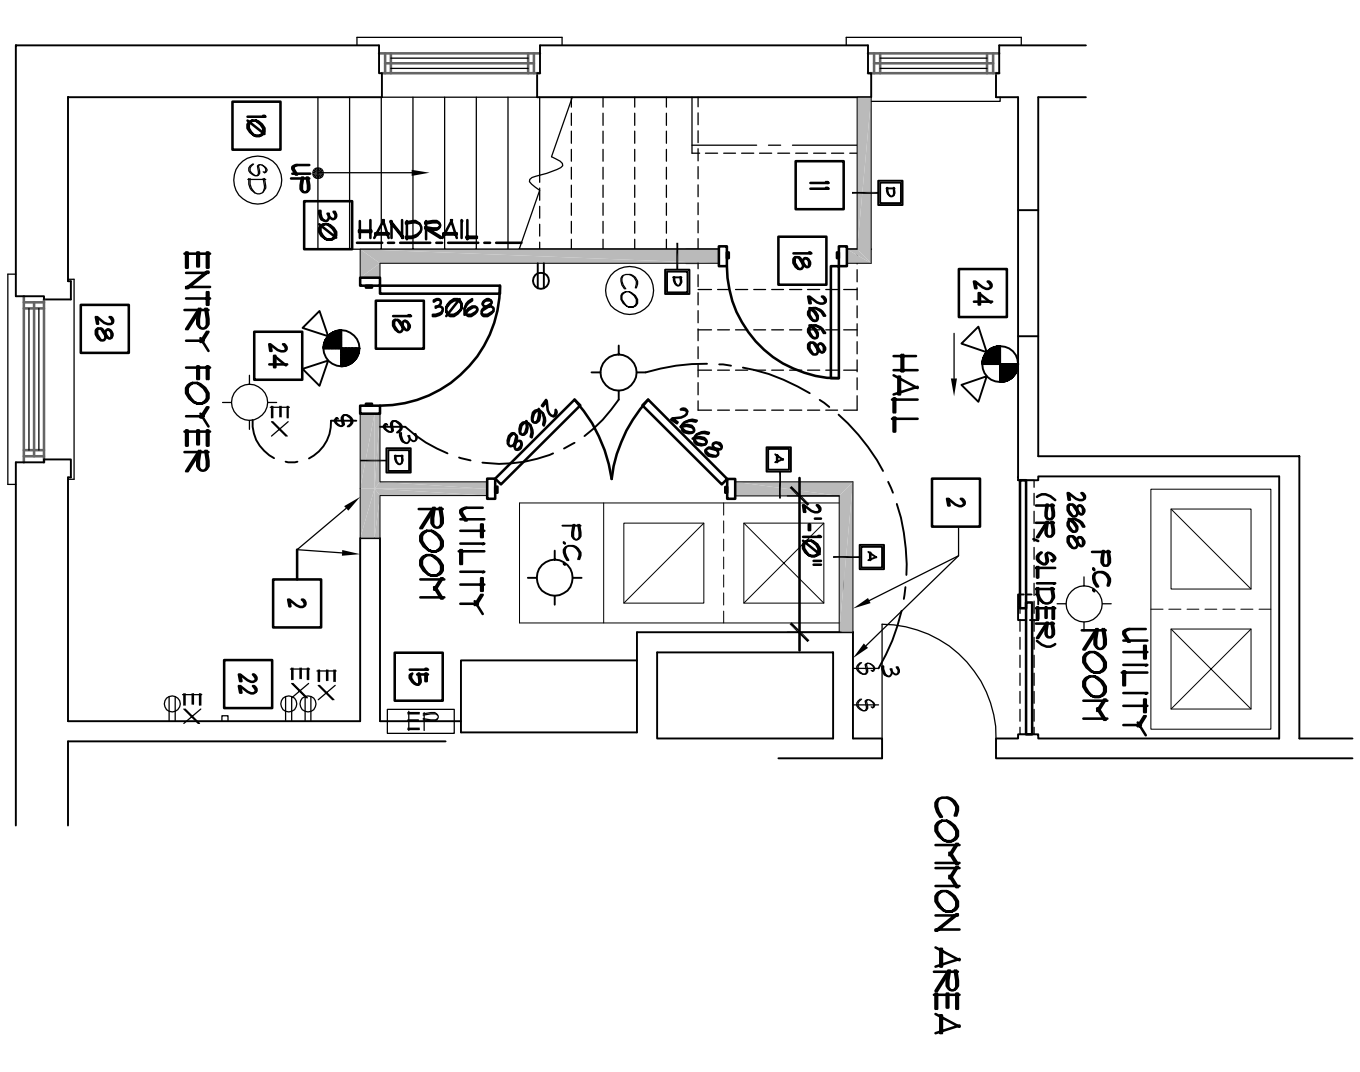 10
SD
UP
30
HANDRAIL
ENTRY FOYER
28
24
18
3068
EX
$
$3
D
CO
D
11
D
18
2668
24
HALL
2668
2668
A
A
2'-10"
2
2868
(PR. SLIDER)
P.C.
UTILITY
ROOM
UTILITY
ROOM
P.C.
2
15
22
EX
EX
EX
$3
$
COMMON AREA